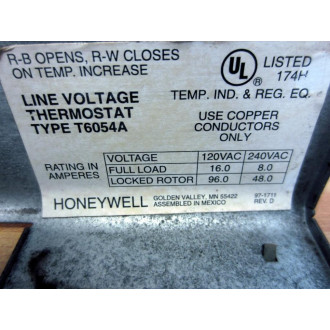 R-B OPENS, R-W CLOSES
ON TEMP. INCREASE
UL
LISTED
174H
LINE VOLTAGE
THERMOSTAT
TYPE T6054A
TEMP. IND. & REG. EQ.
USE COPPER
CONDUCTORS
ONLY
RATING IN
AMPERES
VOLTAGE 120VAC 240VAC
FULL LOAD 16.0 8.0
LOCKED ROTOR 96.0 48.0
HONEYWELL
GOLDEN VALLEY, MN 55422
ASSEMBLED IN MEXICO
97-1711
REV. D